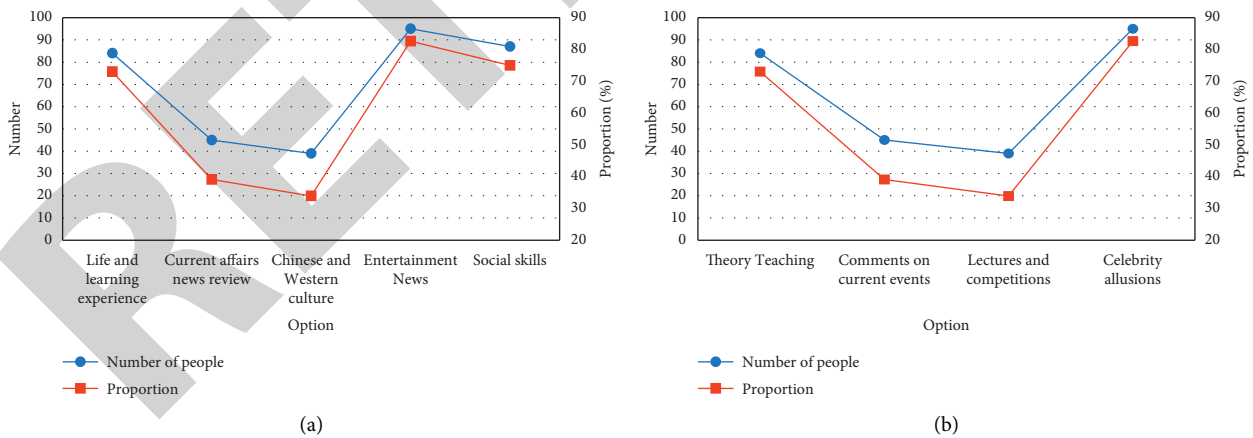 100
90
80
70
60
50
40
30
20
10
0
Number
90
80
70
60
50
40
30
20
Proportion (%)
Life and
learning
experience
Current affairs
news review
Chinese and
Western
culture
Entertainment
News
Social skills
Option
Number of people
Proportion
(a)
100
90
80
70
60
50
40
30
20
10
0
Number
90
80
70
60
50
40
30
20
Proportion (%)
Theory Teaching
Comments on
current events
Lectures and
competitions
Celebrity
allusions
Option
Number of people
Proportion
(b)
RET